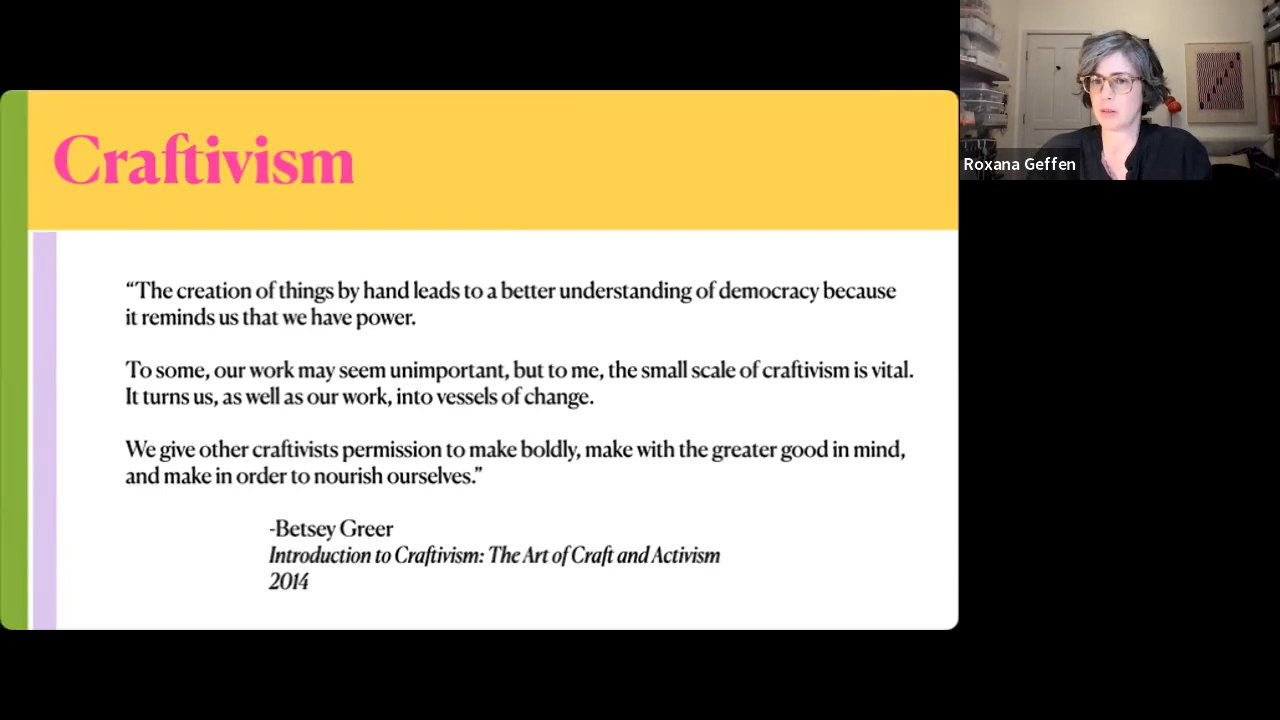 Craftivism
“The creation of things by hand leads to a better understanding of democracy because
it reminds us that we have power.
To some, our work may seem unimportant, but to me, the small scale of craftivism is vital.
It turns us, as well as our work, into vessels of change.
We give other craftivists permission to make boldly, make with the greater good in mind,
and make in order to nourish ourselves.”
-Betsey Greer
Introduction to Craftivism: The Art of Craft and Activism
2014
Roxana Geffen